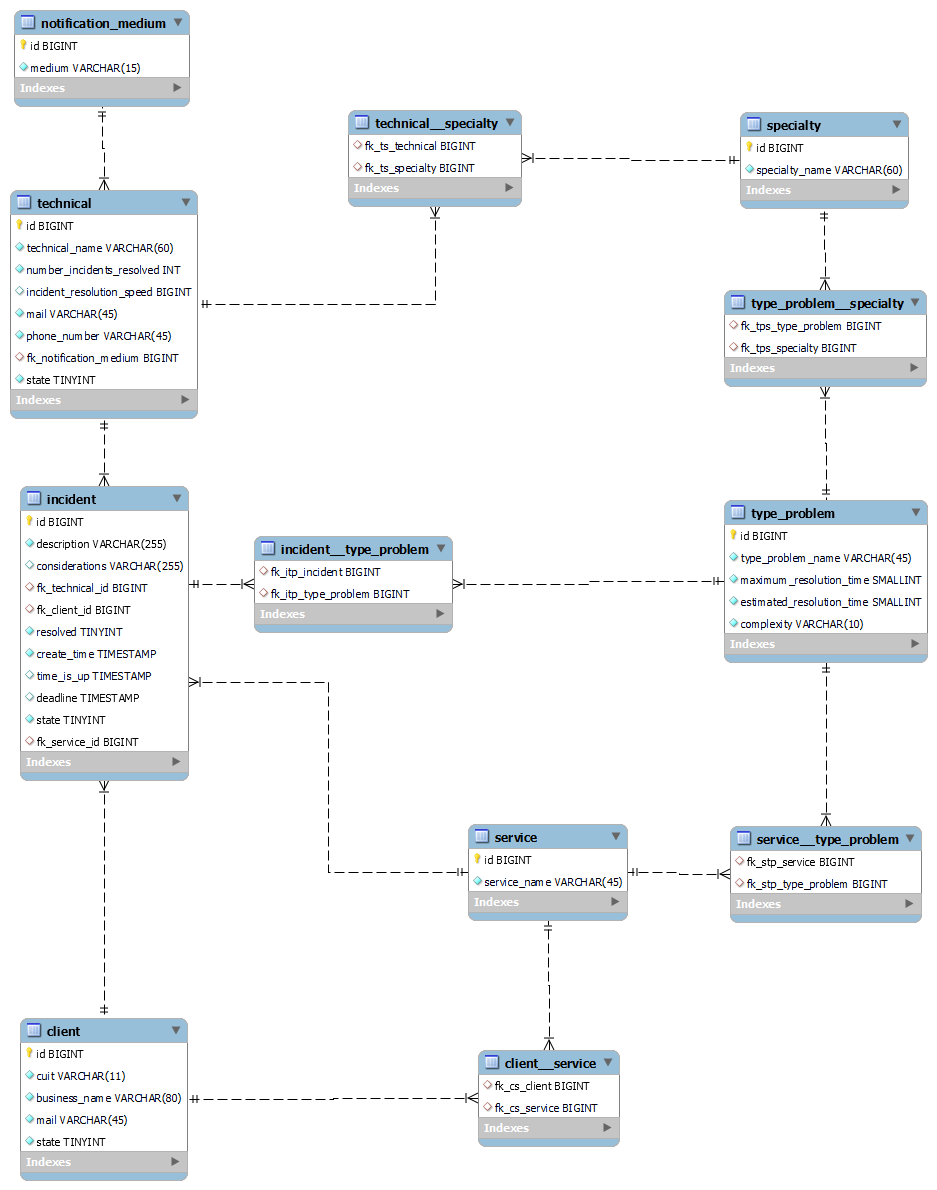 notification_medium
id BIGINT
medium VARCHAR(15)
Indexes
technical__specialty
fk_ts_technical BIGINT
fk_ts_specialty BIGINT
Indexes
specialty
id BIGINT
specialty_name VARCHAR(60)
Indexes
technical
id BIGINT
technical_name VARCHAR(60)
number_incidents_resolved INT
incident_resolution_speed BIGINT
mail VARCHAR(45)
phone_number VARCHAR(45)
fk_notification_medium BIGINT
state TINYINT
Indexes
type_problem__specialty
fk_tps_type_problem BIGINT
fk_tps_specialty BIGINT
Indexes
incident
id BIGINT
description VARCHAR(255)
considerations VARCHAR(255)
fk_technical_id BIGINT
fk_client_id BIGINT
resolved TINYINT
create_time TIMESTAMP
time_is_up TIMESTAMP
deadline TIMESTAMP
state TINYINT
fk_service_id BIGINT
Indexes
incident__type_problem
fk_itp_incident BIGINT
fk_itp_type_problem BIGINT
Indexes
type_problem
id BIGINT
type_problem_name VARCHAR(45)
maximum_resolution_time SMALLINT
estimated_resolution_time SMALLINT
complexity VARCHAR(10)
Indexes
service
id BIGINT
service_name VARCHAR(45)
Indexes
service__type_problem
fk_stp_service BIGINT
fk_stp_type_problem BIGINT
Indexes
client
id BIGINT
cuit VARCHAR(11)
business_name VARCHAR(80)
mail VARCHAR(45)
state TINYINT
Indexes
client__service
fk_cs_client BIGINT
fk_cs_service BIGINT
Indexes